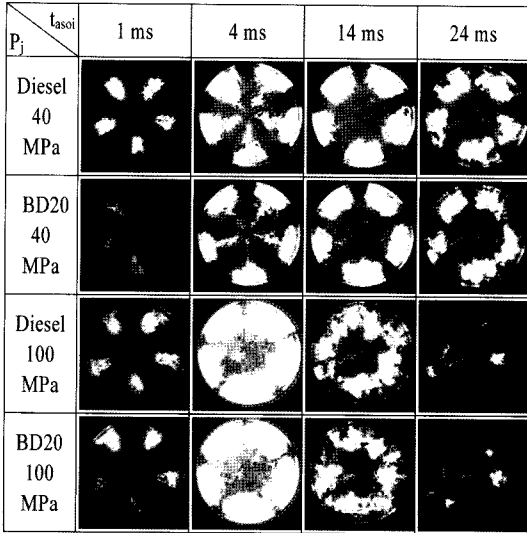 t_asoi
P_j
1 ms
4 ms
14 ms
24 ms
Diesel
40
MPa
BD20
40
MPa
Diesel
100
MPa
BD20
100
MPa